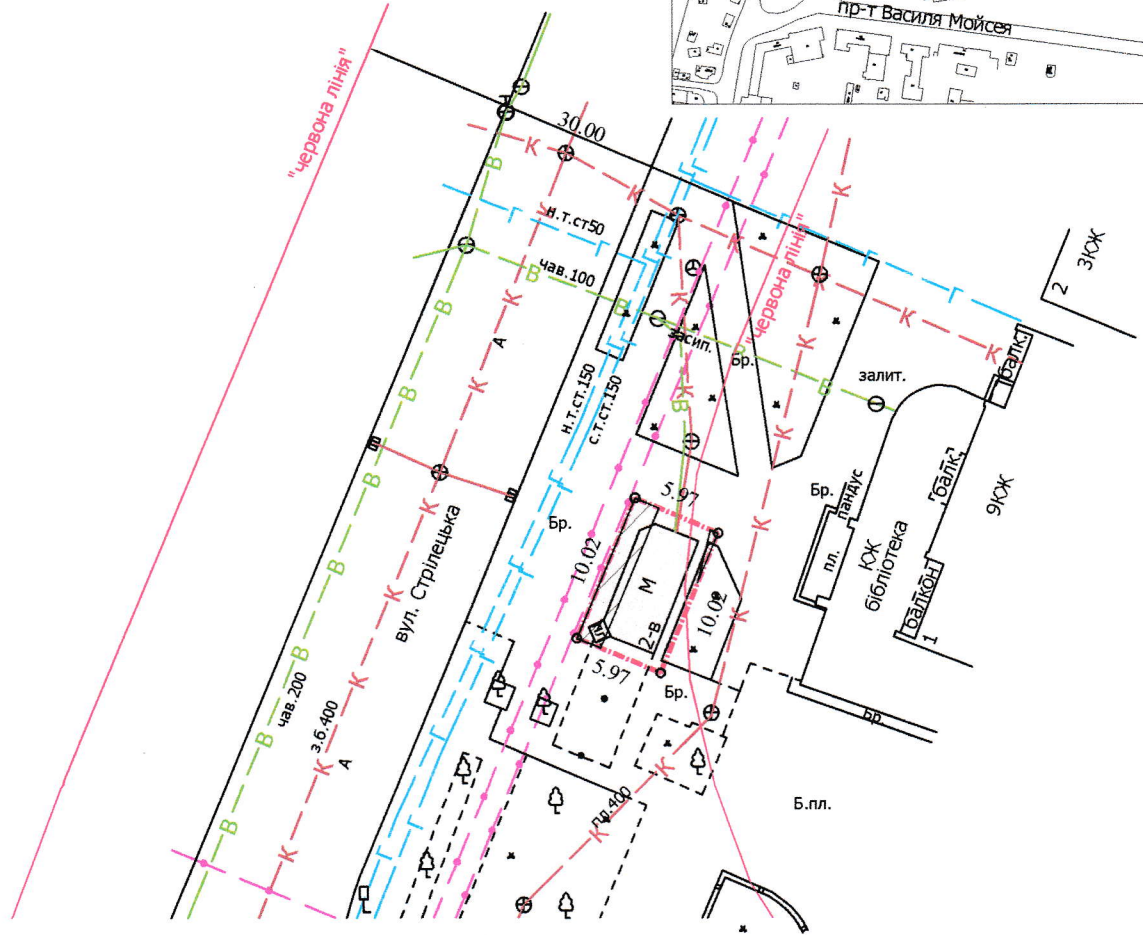 пр-т Василя Мойсея
"червона лінія"
30.00
К
К
В
К
К
Г
н.т.ст50
К
Г
К
3КЖ
2
чав.100
В
В
К
"червона лінія"
Г
К
А
засип.
В
Бр.
К
К
балк.
н.т.ст.150
с.т.ст.150
К
залит.
В
КВ
В
К
Бр.
пандус
балк.
9КЖ
5.97
Бр.
10.02
К
пл.
КЖ
бібліотека
М
вул. Стрілецька
10.02
балкон
1
2-В
К
5.97
Бр.
чав.200
з.б.400
А
Бр.
К
Б.пл.
пл.400
К
В
К
Г
Г